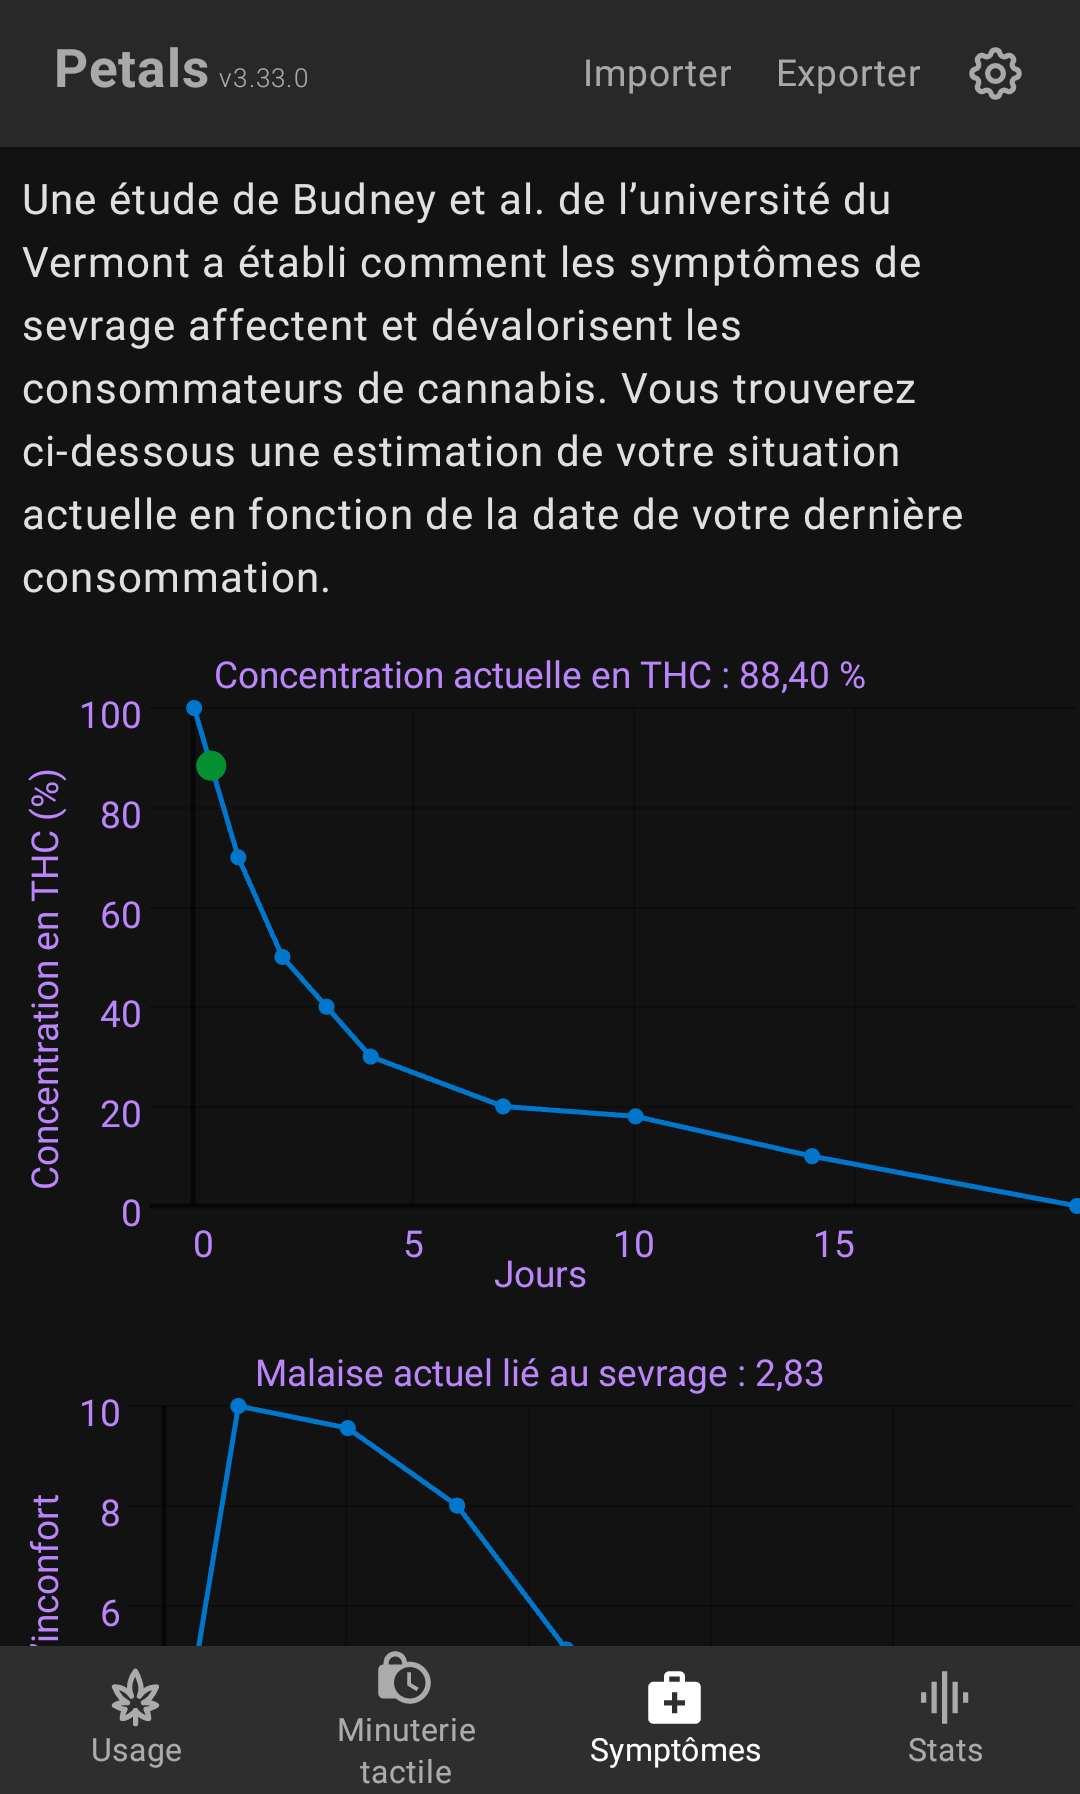 Petals v3.33.0
Importer
Exporter
Une étude de Budney et al. de l’université du
Vermont a établi comment les symptômes de
sevrage affectent et dévalorisent les
consommateurs de cannabis. Vous trouverez
ci-dessous une estimation de votre situation
actuelle en fonction de la date de votre dernière
consommation.
Concentration actuelle en THC : 88,40 %
Concentration en THC (%)
100
80
60
40
20
0
0 5 10 15
Jours
Malaise actuel lié au sevrage : 2,83
'inconfort
10
8
6
Usage
Minuterie
tactile
Symptômes
Stats